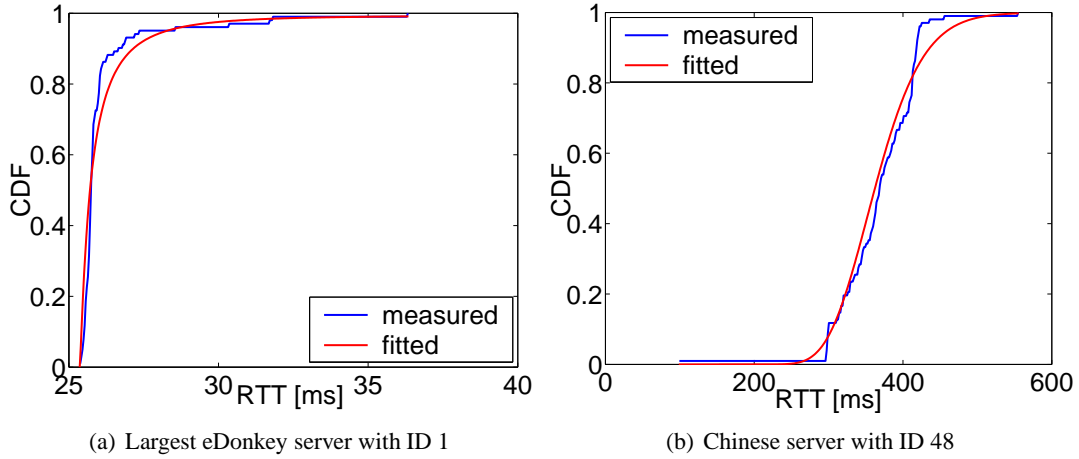 1
0.8
0.6
0.4
0.2
0
CDF
25
30
35
40
RTT [ms]
measured
fitted
(a) Largest eDonkey server with ID 1
1
0.8
0.6
0.4
0.2
0
CDF
0
200
400
600
RTT [ms]
measured
fitted
(b) Chinese server with ID 48